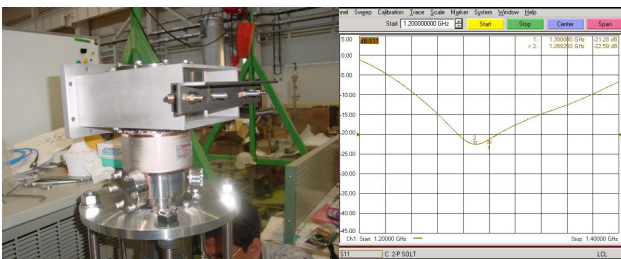 nnel Sweep Calibration Trace Scale Marker System Window Help
Start 1.200000000 GHz Start Stop Center Span
5.00
0.00
-5.00
-10.00
-15.00
-20.00
-25.00
-30.00
-35.00
-40.00
-45.00
1: 1.300000 GHz -21.28 dB
> 2: 1.289250 GHz -22.59 dB
Ch1: Start 1.20000 GHz
Stop 1.40000 GHz
S11 C 2-P SOLT LCL